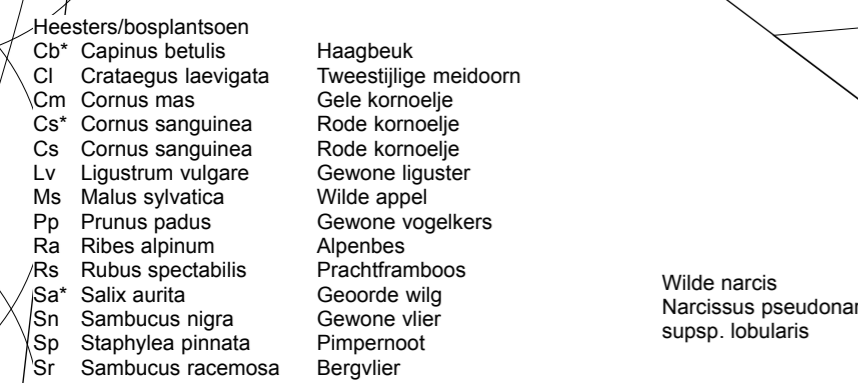 Heesters/bosplantsoen
Cb* Capinus betulis Haagbeuk
Cl Crataegus laevigata Tweestijlige meidoorn
Cm Cornus mas Gele kornoelje
Cs* Cornus sanguinea Rode kornoelje
Cs Cornus sanguinea Rode kornoelje
Lv Ligustrum vulgare Gewone liguster
Ms Malus sylvatica Wilde appel
Pp Prunus padus Gewone vogelkers
Ra Ribes alpinum Alpenbes
Rs Rubus spectabilis Prachtframboos
Sa* Salix aurita Geoorde wilg
Sn Sambucus nigra Gewone vlier
Sp Staphylea pinnata Pimpernoot
Sr Sambucus racemosa Bergvlier
Wilde narcis
Narcissus pseudonar
supsp. lobularis